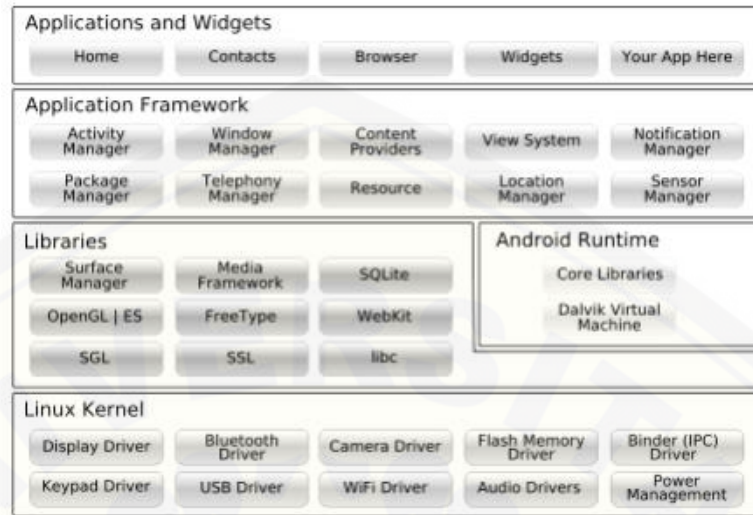 Applications and Widgets
Home Contacts Browser Widgets Your App Here
Application Framework
Activity Manager Window Manager Content Providers View System Notification Manager
Package Manager Telephony Manager Resource Location Manager Sensor Manager
Libraries
Surface Manager Media Framework SQLite
OpenGL | ES FreeType WebKit
SGL SSL libc
Android Runtime
Core Libraries
Dalvik Virtual Machine
Linux Kernel
Display Driver Bluetooth Driver Camera Driver Flash Memory Driver Binder (IPC) Driver
Keypad Driver USB Driver WiFi Driver Audio Drivers Power Management